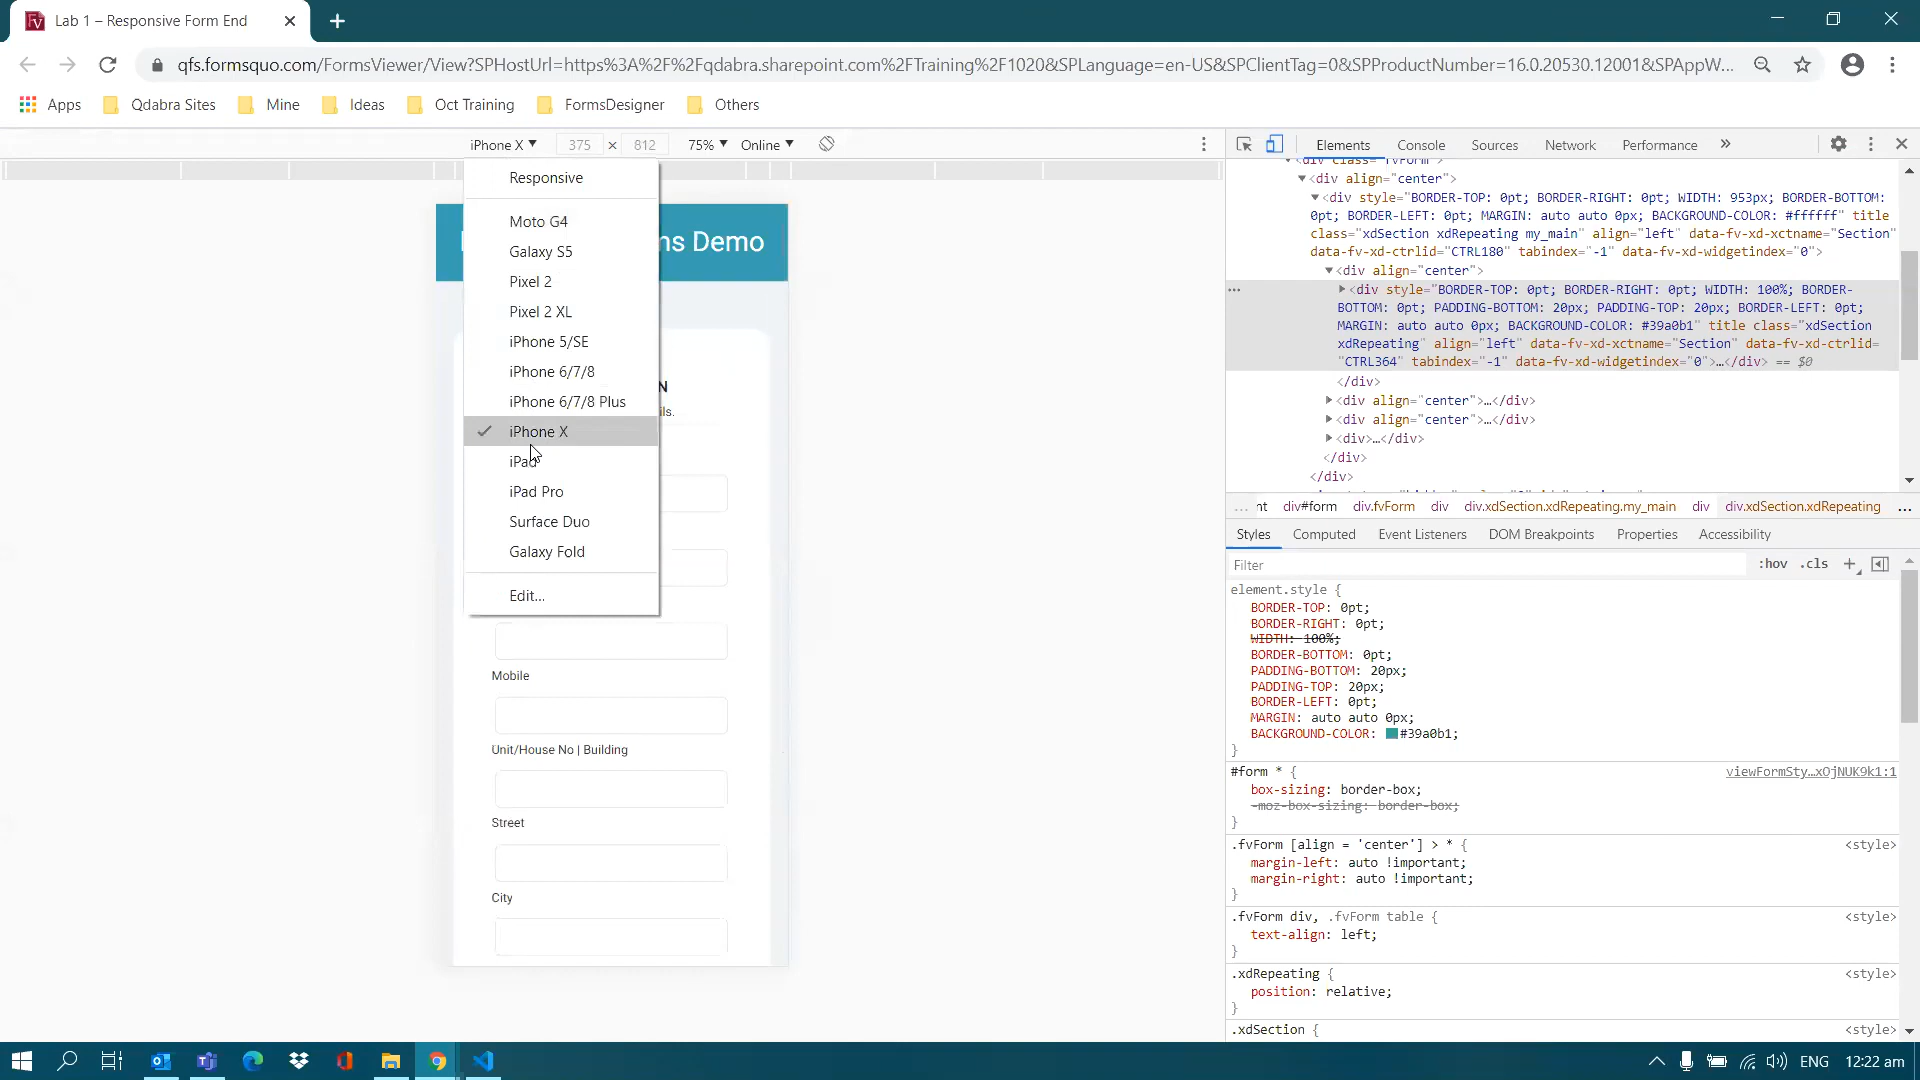 Lab 1 – Responsive Form End
qfs.formsquo.com/FormsViewer/View?SPHostUrl=https%3A%2F%2Fqdabra.sharepoint.com%2FTraining%2F1020&SPLanguage=en-US&SPClientTag=0&SPProductNumber=16.0.20530.12001&SPAppW...
Apps Qdabra Sites Mine Ideas Oct Training FormsDesigner Others
iPhone X ▼ 375 × 812 75% ▼ Online ▼
Responsive
Moto G4
Galaxy S5
Pixel 2
Pixel 2 XL
iPhone 5/SE
iPhone 6/7/8
iPhone 6/7/8 Plus
iPhone X
iPad
iPad Pro
Surface Duo
Galaxy Fold
Edit...
ms Demo
N
ils.
Mobile
Unit/House No | Building
Street
City
Elements Console Sources Network Performance »
<div class="fvForm">
▼<div align="center">
▼<div style="BORDER-TOP: 0pt; BORDER-RIGHT: 0pt; WIDTH: 953px; BORDER-BOTTOM:
0pt; BORDER-LEFT: 0pt; MARGIN: auto auto 0px; BACKGROUND-COLOR: #ffffff" title
class="xdSection xdRepeating my_main" align="left" data-fv-xd-xctname="Section"
data-fv-xd-ctrlid="CTRL180" tabindex="-1" data-fv-xd-widgetindex="0">
▼<div align="center">
▶<div style="BORDER-TOP: 0pt; BORDER-RIGHT: 0pt; WIDTH: 100%; BORDER-
BOTTOM: 0pt; PADDING-BOTTOM: 20px; PADDING-TOP: 20px; BORDER-LEFT: 0pt;
MARGIN: auto auto 0px; BACKGROUND-COLOR: #39a0b1" title class="xdSection
xdRepeating" align="left" data-fv-xd-xctname="Section" data-fv-xd-ctrlid=
"CTRL364" tabindex="-1" data-fv-xd-widgetindex="0">…</div> == $0
</div>
▶<div align="center">…</div>
▶<div align="center">…</div>
▶<div>…</div>
</div>
</div>
... nt div#form div.fvForm div div.xdSection.xdRepeating.my_main div div.xdSection.xdRepeating ...
Styles Computed Event Listeners DOM Breakpoints Properties Accessibility
Filter :hov .cls +
element.style {
BORDER-TOP: 0pt;
BORDER-RIGHT: 0pt;
WIDTH: 100%;
BORDER-BOTTOM: 0pt;
PADDING-BOTTOM: 20px;
PADDING-TOP: 20px;
BORDER-LEFT: 0pt;
MARGIN: auto auto 0px;
BACKGROUND-COLOR: #39a0b1;
}
#form * { viewFormSty…xOjNUK9k1:1
box-sizing: border-box;
-moz-box-sizing: border-box;
}
.fvForm [align = 'center'] > * { <style>
margin-left: auto !important;
margin-right: auto !important;
}
.fvForm div, .fvForm table { <style>
text-align: left;
}
.xdRepeating { <style>
position: relative;
}
.xdSection { <style>
ENG 12:22 am